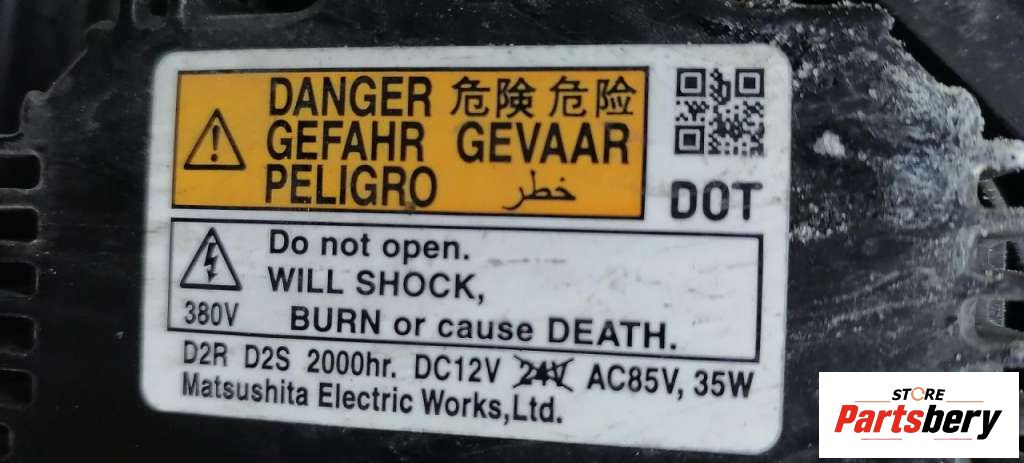 DANGER 危険 危险
GEFAHR GEVAAR
PELIGRO خطر
DOT
Do not open.
WILL SHOCK,
380V BURN or cause DEATH.
D2R D2S 2000hr. DC12V 24V AC85V, 35W
Matsushita Electric Works,Ltd.
STORE
Partsbery